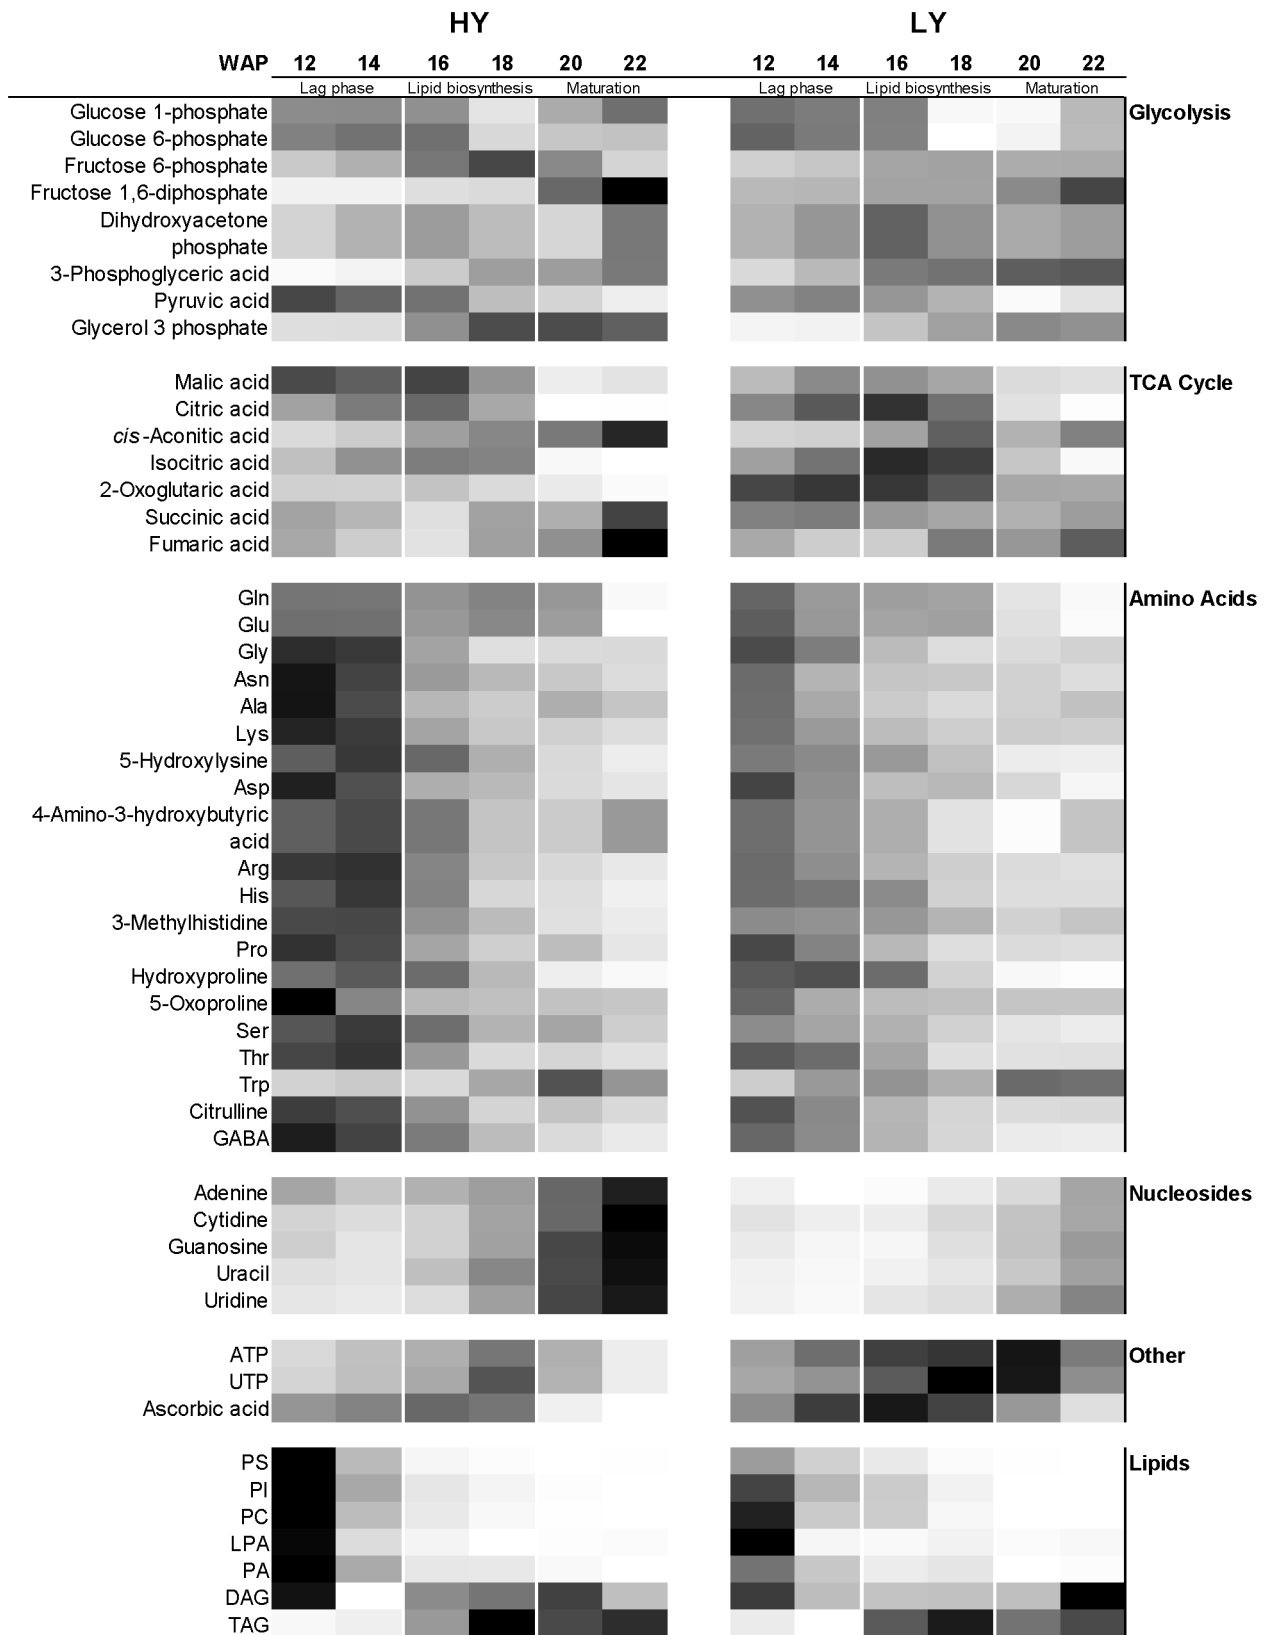 HY LY
WAP 12 14 16 18 20 22 12 14 16 18 20 22
Lag phase Lipid biosynthesis Maturation Lag phase Lipid biosynthesis Maturation
Glucose 1-phosphate Glycolysis
Glucose 6-phosphate
Fructose 6-phosphate
Fructose 1,6-diphosphate
Dihydroxyacetone
phosphate
3-Phosphoglyceric acid
Pyruvic acid
Glycerol 3 phosphate
Malic acid TCA Cycle
Citric acid
cis-Aconitic acid
Isocitric acid
2-Oxoglutaric acid
Succinic acid
Fumaric acid
Gln Amino Acids
Glu
Gly
Asn
Ala
Lys
5-Hydroxylysine
Asp
4-Amino-3-hydroxybutyric
acid
Arg
His
3-Methylhistidine
Pro
Hydroxyproline
5-Oxoproline
Ser
Thr
Trp
Citrulline
GABA
Adenine Nucleosides
Cytidine
Guanosine
Uracil
Uridine
ATP Other
UTP
Ascorbic acid
PS Lipids
PI
PC
LPA
PA
DAG
TAG